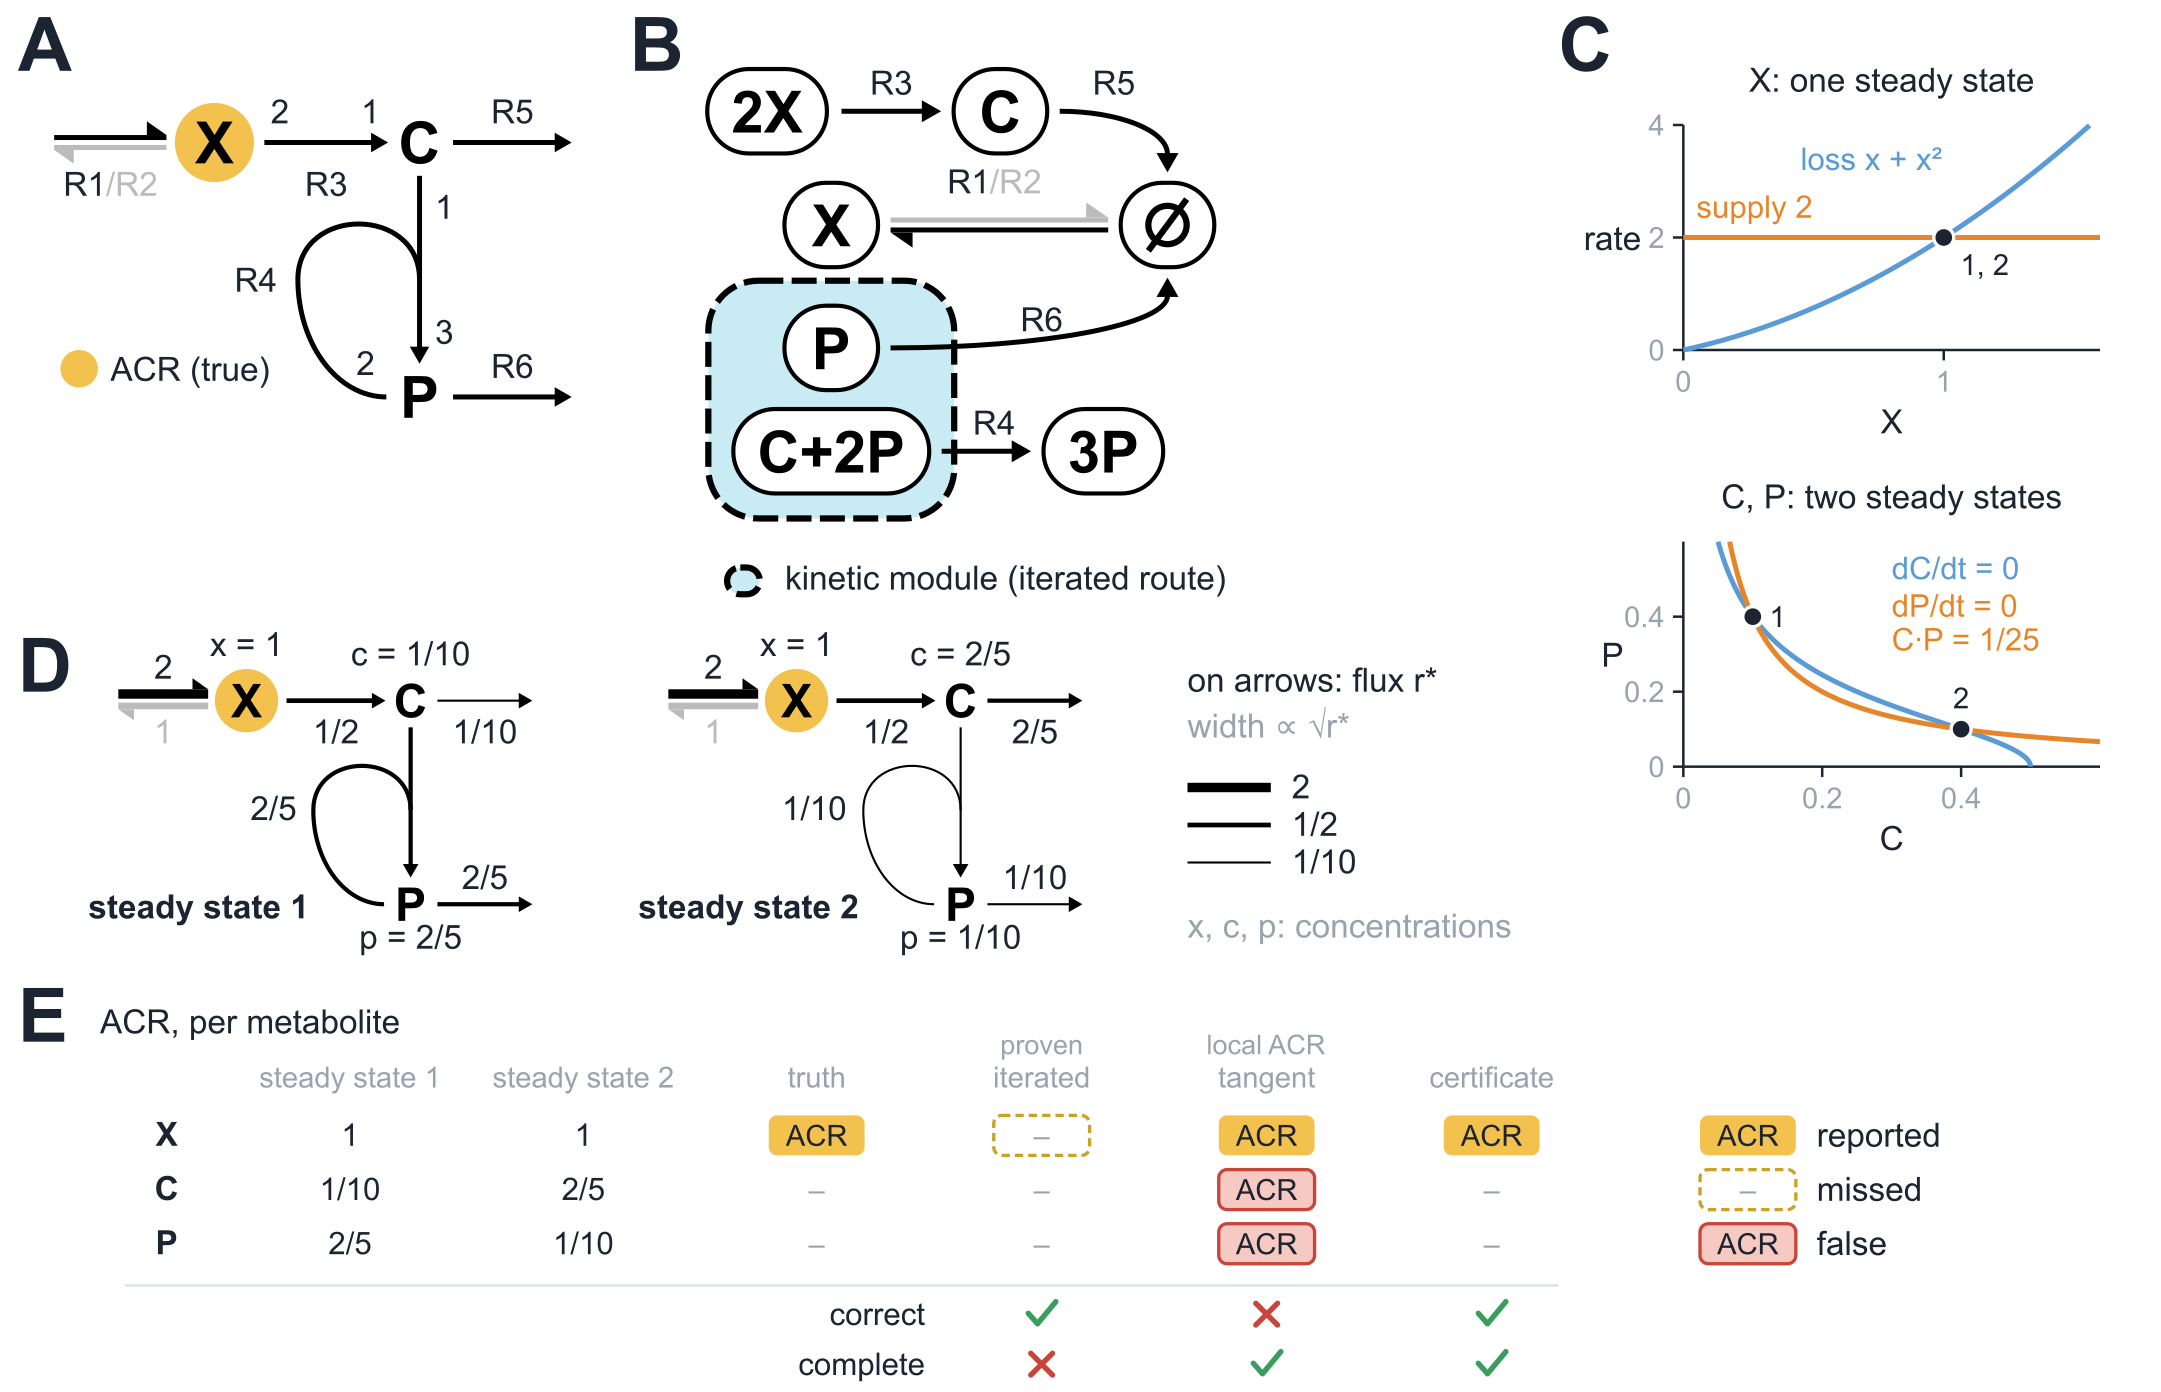 A
X
2
1
C
R5
R1/R2
R3
1
R4
3
2
P
R6
ACR (true)
B
2X
R3
C
R5
R1/R2
X
Ø
P
R6
C+2P
R4
3P
kinetic module (iterated route)
C
X: one steady state
4
loss x + x²
supply 2
rate 2
1, 2
0
0
1
X
C, P: two steady states
dC/dt = 0
dP/dt = 0
C·P = 1/25
0.4
1
P
0.2
2
0
0
0.2
0.4
C
D
x = 1
c = 1/10
2
X
C
1
1/2
1/10
2/5
2/5
steady state 1
P
p = 2/5
x = 1
c = 2/5
2
X
C
1
1/2
2/5
1/10
1/10
steady state 2
P
p = 1/10
on arrows: flux r*
width ∝ √r*
2
1/2
1/10
x, c, p: concentrations
E
ACR, per metabolite
steady state 1
steady state 2
truth
proven
iterated
local ACR
tangent
certificate
X 1 1 ACR – ACR ACR
C 1/10 2/5 – – ACR –
P 2/5 1/10 – – ACR –
correct ✓ ✗ ✓
complete ✗ ✓ ✓
ACR reported
– missed
ACR false